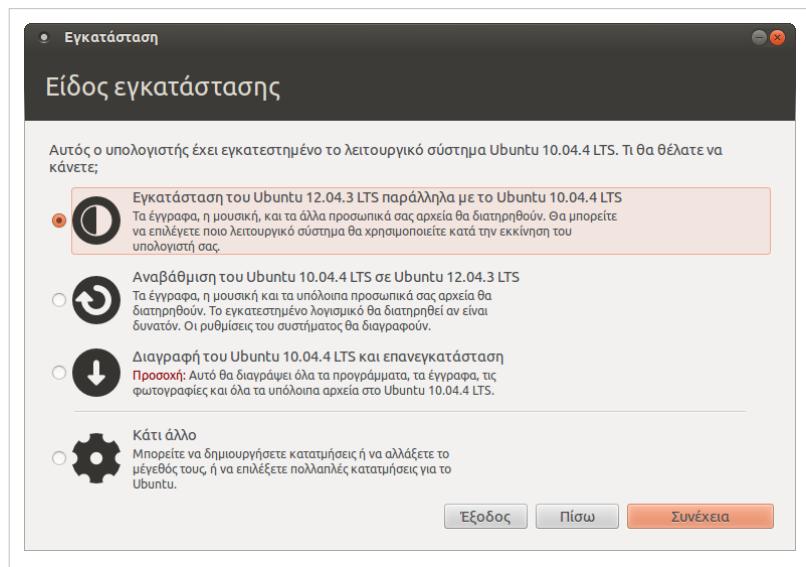 Εγκατάσταση
Είδος εγκατάστασης
Αυτός ο υπολογιστής έχει εγκατεστημένο το λειτουργικό σύστημα Ubuntu 10.04.4 LTS. Τι θα θέλατε να
κάνετε;
Εγκατάσταση του Ubuntu 12.04.3 LTS παράλληλα με το Ubuntu 10.04.4 LTS
Τα έγγραφα, η μουσική, και τα άλλα προσωπικά σας αρχεία θα διατηρηθούν. Θα μπορείτε
να επιλέγετε ποιο λειτουργικό σύστημα θα χρησιμοποιείτε κατά την εκκίνηση του
υπολογιστή σας.
Αναβάθμιση του Ubuntu 10.04.4 LTS σε Ubuntu 12.04.3 LTS
Τα έγγραφα, η μουσική και τα υπόλοιπα προσωπικά σας αρχεία θα
διατηρηθούν. Το εγκατεστημένο λογισμικό θα διατηρηθεί αν είναι
δυνατόν. Οι ρυθμίσεις του συστήματος θα διαγραφούν.
Διαγραφή του Ubuntu 10.04.4 LTS και επανεγκατάσταση
Προσοχή: Αυτό θα διαγράψει όλα τα προγράμματα, τα έγγραφα, τις
φωτογραφίες και όλα τα υπόλοιπα αρχεία στο Ubuntu 10.04.4 LTS.
Κάτι άλλο
Μπορείτε να δημιουργήσετε κατατμήσεις ή να αλλάξετε το
μέγεθός τους, ή να επιλέξετε πολλαπλές κατατμήσεις για το
Ubuntu.
Έξοδος Πίσω Συνέχεια